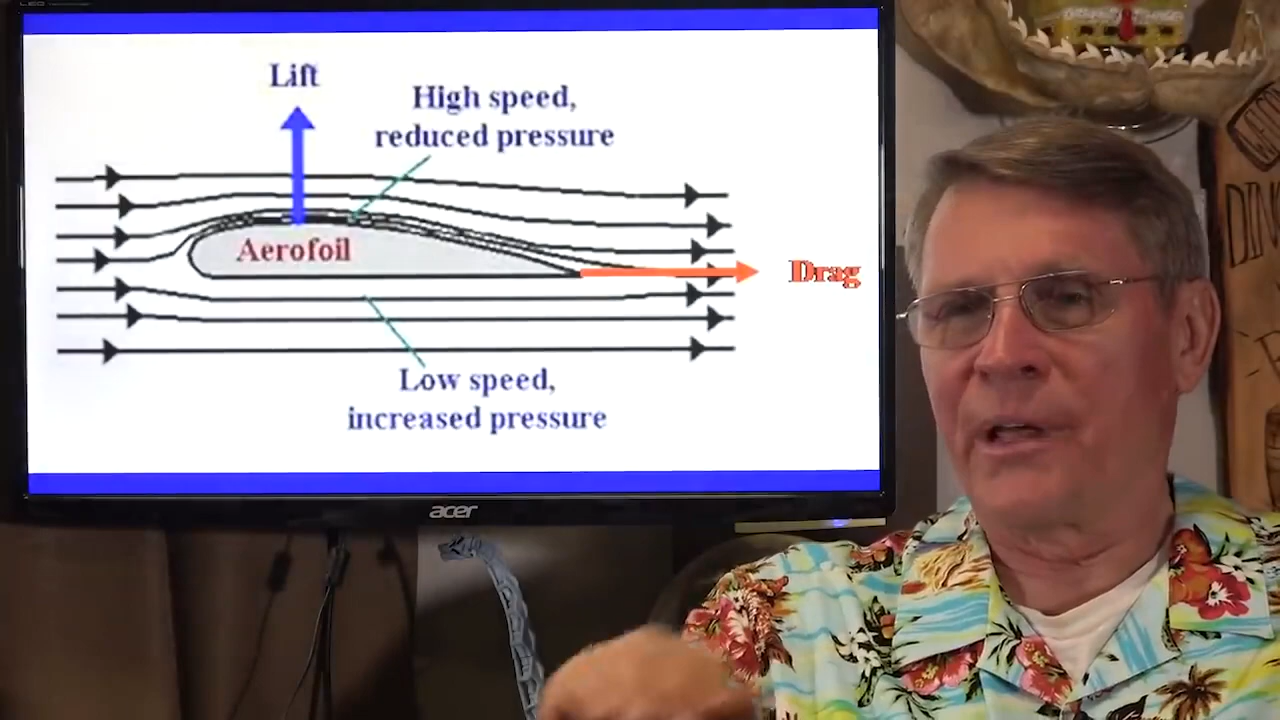 Lift
High speed,
reduced pressure
Aerofoil
Drag
Low speed,
increased pressure
acer